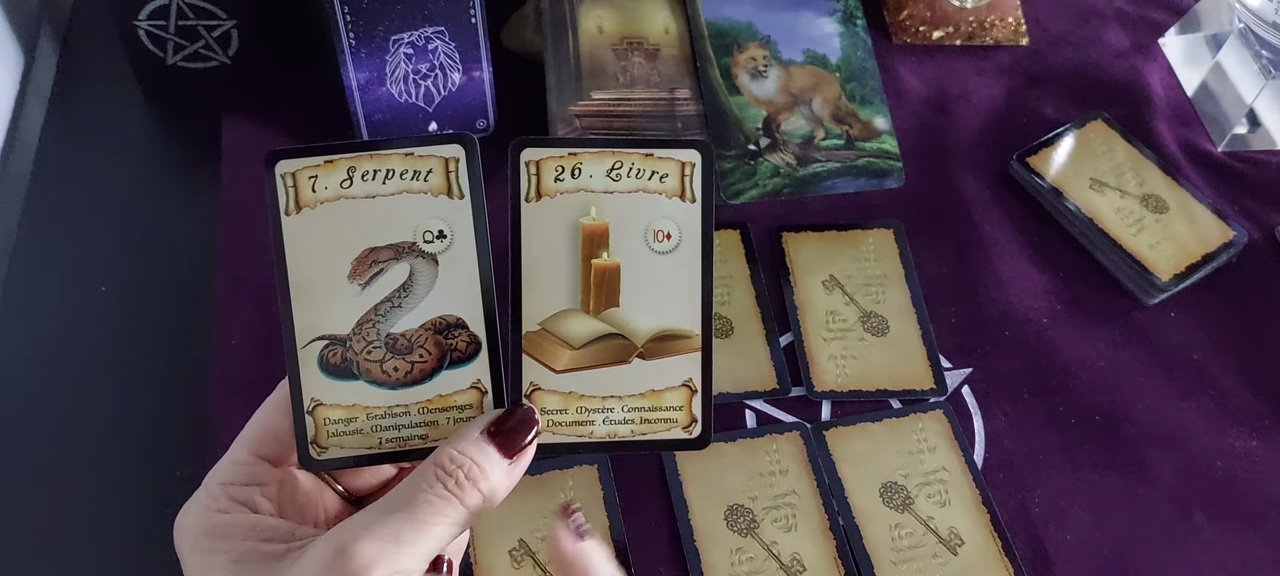 7. Serpent
Q♣
Danger . Trahison . Mensonges
Jalousie . Manipulation . 7 jours
7 semaines
26. Livre
10♦
Secret . Mystère . Connaissance
Document . Études. Inconnu